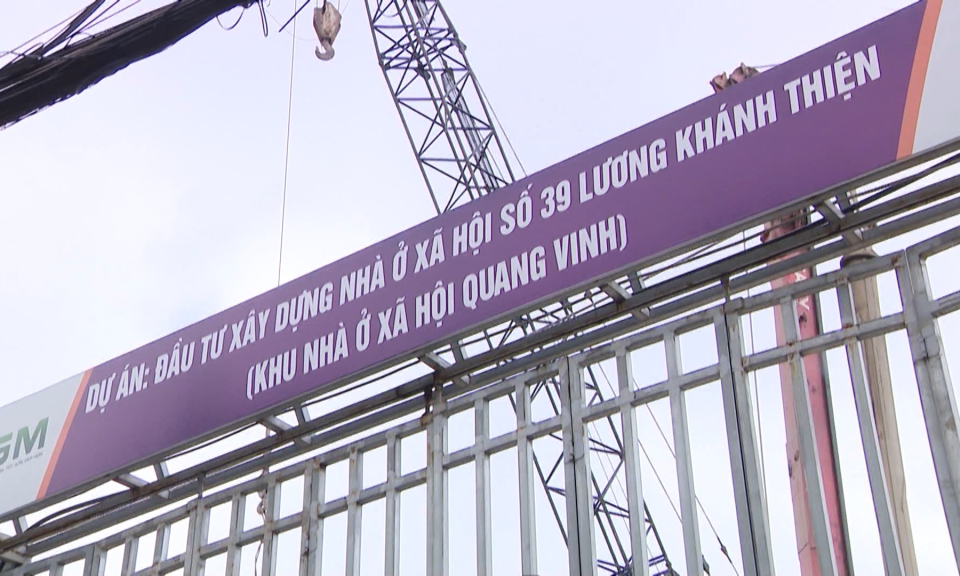 DỰ ÁN: ĐẦU TƯ XÂY DỰNG NHÀ Ở XÃ HỘI SỐ 39 LƯƠNG KHÁNH THIỆN
(KHU NHÀ Ở XÃ HỘI QUANG VINH)
GM